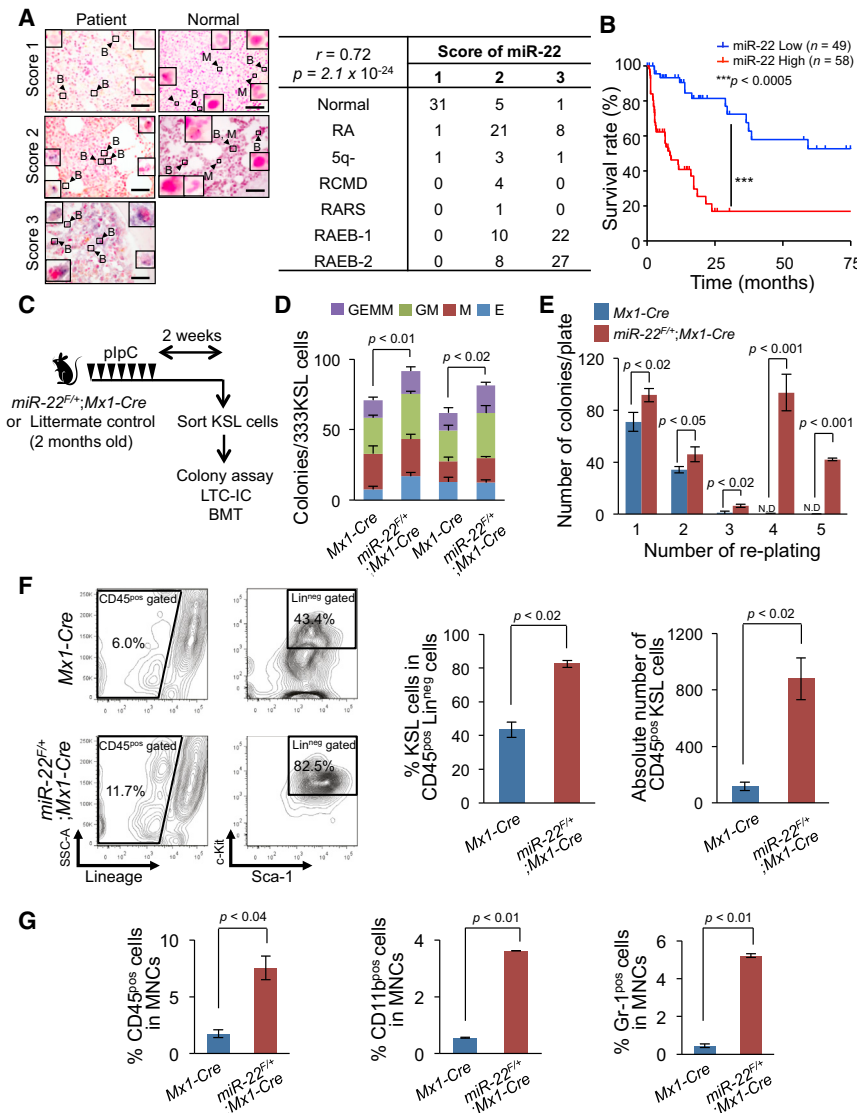 A
Patient
Normal
Score 1
Score 2
Score 3
B
B
B
M
M
B
B
B
B
B
B
M
B
M
B
B
B
r = 0.72
p = 2.1 x 10-24
Score of miR-22
1 2 3
Normal 31 5 1
RA 1 21 8
5q- 1 3 1
RCMD 0 4 0
RARS 0 1 0
RAEB-1 0 10 22
RAEB-2 0 8 27
B
miR-22 Low (n = 49)
miR-22 High (n = 58)
***p < 0.0005
***
Survival rate (%)
100
80
60
40
20
0 25 50 75
Time (months)
C
2 weeks
pIpC
miR-22F/+;Mx1-Cre
or Littermate control
(2 months old)
Sort KSL cells
Colony assay
LTC-IC
BMT
D
GEMM GM M E
p < 0.01
p < 0.02
Colonies/333KSL cells
100
50
0
Mx1-Cre
miR-22F/+
;Mx1-Cre
Mx1-Cre
miR-22F/+
;Mx1-Cre
E
Mx1-Cre
miR-22F/+;Mx1-Cre
Number of colonies/plate
120
80
40
0
p < 0.02
p < 0.05
p < 0.02
p < 0.001
p < 0.001
N.D
N.D
1 2 3 4 5
Number of re-plating
F
Mx1-Cre
CD45pos gated
6.0%
Linneg gated
43.4%
miR-22F/+
;Mx1-Cre
CD45pos gated
11.7%
Linneg gated
82.5%
SSC-A
Lineage
c-Kit
Sca-1
% KSL cells in
CD45pos Linneg cells
100
80
60
40
20
0
p < 0.02
Mx1-Cre
miR-22F/+
;Mx1-Cre
Absolute number of
CD45pos KSL cells
1200
800
400
0
p < 0.02
Mx1-Cre
miR-22F/+
;Mx1-Cre
G
% CD45pos cells
in MNCs
10
5
0
p < 0.04
Mx1-Cre
miR-22F/+
;Mx1-Cre
% CD11bpos cells
in MNCs
4
2
0
p < 0.01
Mx1-Cre
miR-22F/+
;Mx1-Cre
% Gr-1pos cells
in MNCs
6
4
2
0
p < 0.01
Mx1-Cre
miR-22F/+
;Mx1-Cre